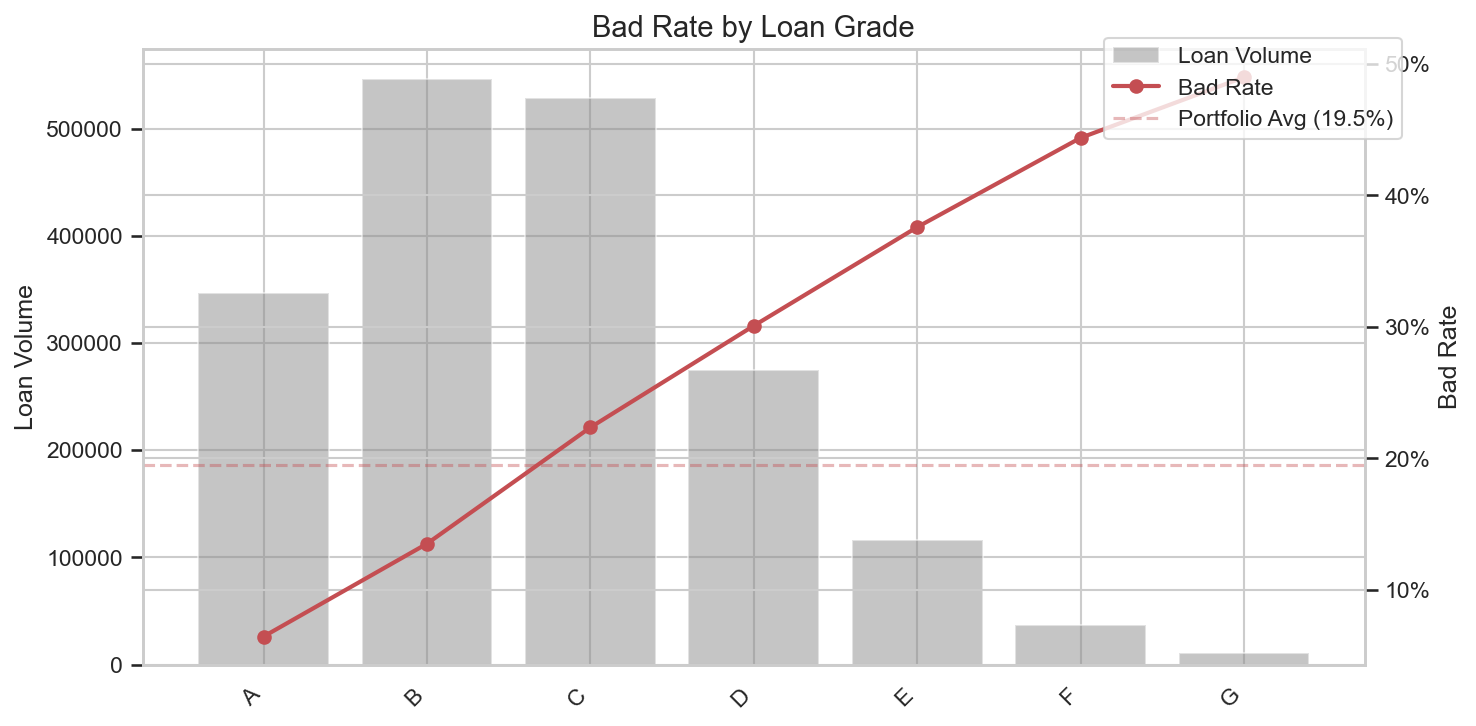 Bad Rate by Loan Grade
Loan Volume
Bad Rate
Portfolio Avg (19.5%)
Loan Volume
500000
400000
300000
200000
100000
0
50%
40%
30%
20%
10%
Bad Rate
A
B
C
D
E
F
G